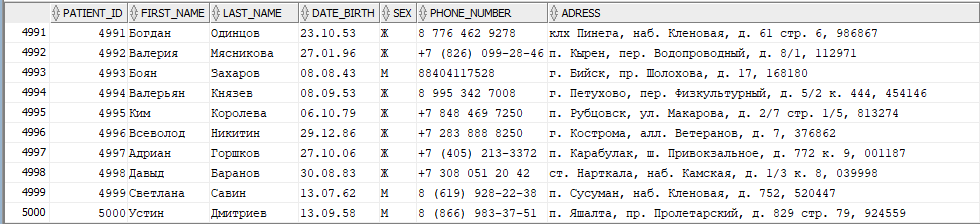 PATIENT_ID FIRST_NAME LAST_NAME DATE_BIRTH SEX PHONE_NUMBER ADRESS
4991 4991 Богдан Одинцов 23.10.53 Ж 8 776 462 9278 клх Пинега, наб. Кленовая, д. 61 стр. 6, 986867
4992 4992 Валерия Мясникова 27.01.96 Ж +7 (826) 099-28-46 п. Кырен, пер. Водопроводный, д. 8/1, 112971
4993 4993 Боян Захаров 08.08.43 М 88404117528 г. Бийск, пр. Шолохова, д. 17, 168180
4994 4994 Валерьян Князев 08.09.53 Ж 8 995 342 7008 г. Петухово, пер. Физкультурный, д. 5/2 к. 444, 454146
4995 4995 Ким Королева 06.10.79 Ж +7 848 469 7250 п. Рубцовск, ул. Макарова, д. 2/7 стр. 1/5, 813274
4996 4996 Всеволод Никитин 29.12.86 Ж +7 283 888 8250 г. Кострома, алл. Ветеранов, д. 7, 376862
4997 4997 Адриан Горшков 27.10.06 Ж +7 (405) 213-3372 п. Карабулак, ш. Привокзальное, д. 772 к. 9, 001187
4998 4998 Давыд Баранов 30.08.83 Ж +7 308 051 20 42 ст. Нарткала, наб. Камская, д. 1/3 к. 8, 039998
4999 4999 Светлана Савин 13.07.62 М 8 (619) 928-22-38 п. Сусуман, наб. Кленовая, д. 752, 520447
5000 5000 Устин Дмитриев 13.09.58 М 8 (866) 983-37-51 п. Яшалта, пр. Пролетарский, д. 829 стр. 79, 924559